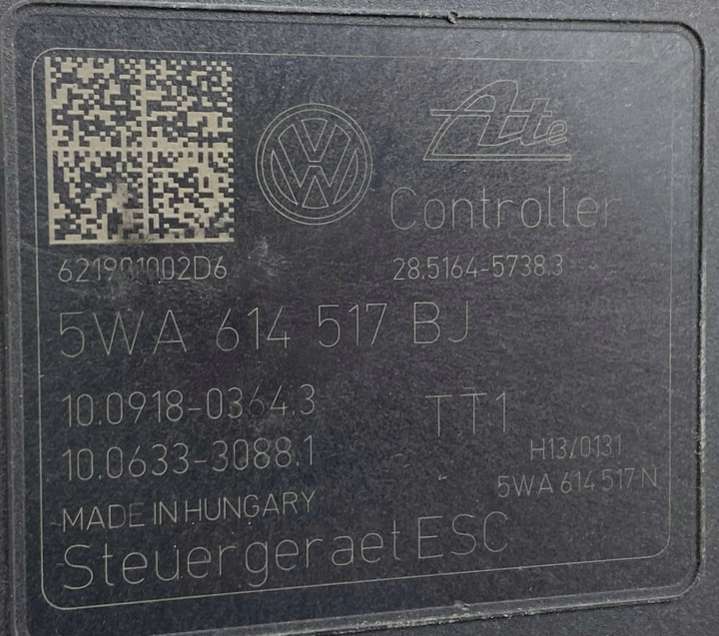 Ate
Controller
621901002D6
28.5164-5738.3
5WA 614 517 BJ
10.0918-0364.3
TT1
10.0633-3088.1
H13/0131
5WA 614 517 N
MADE IN HUNGARY
Steuergeraet ESC